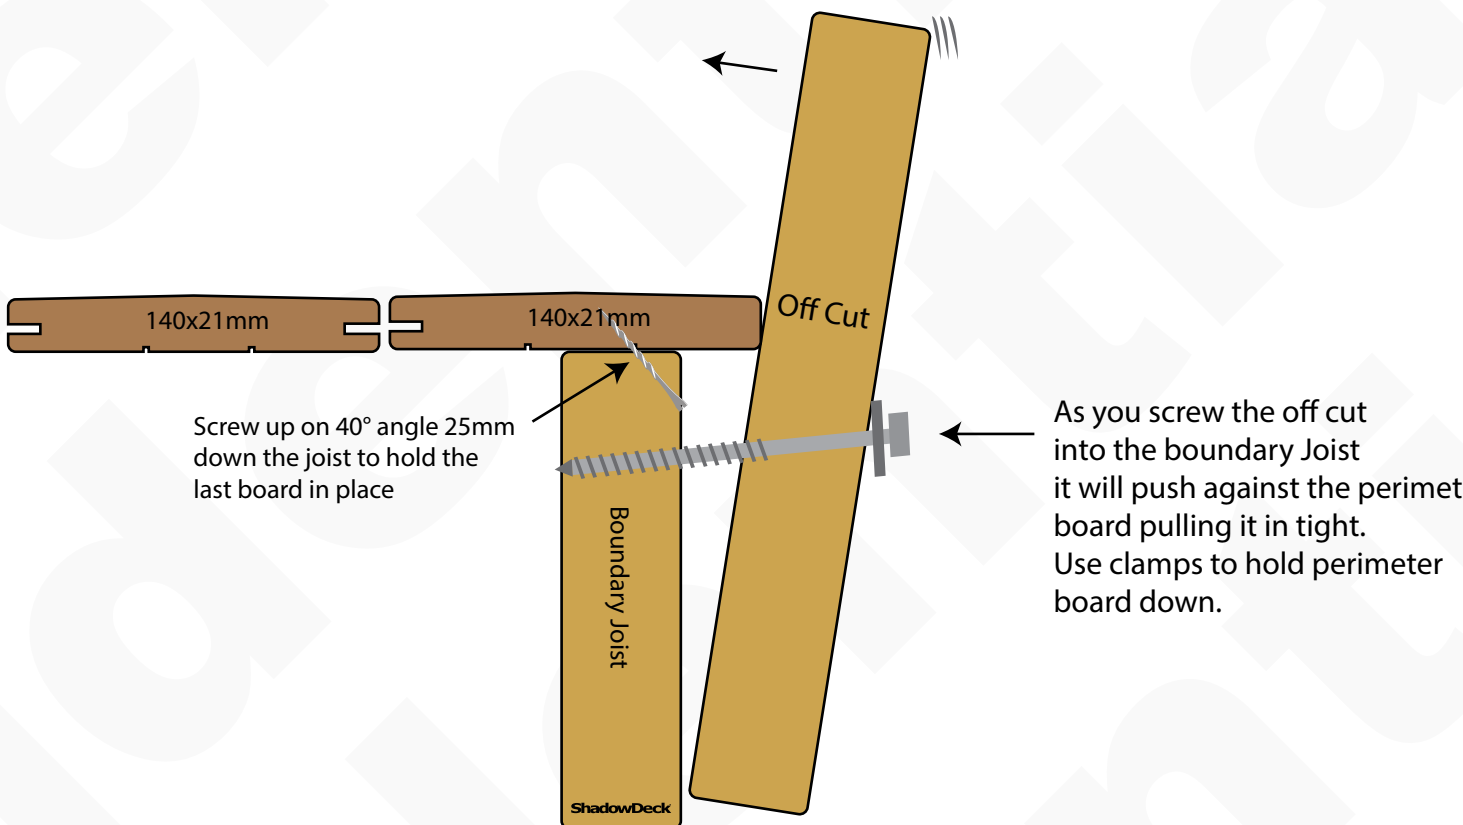 140x21mm
140x21mm
Off Cut
Screw up on 40° angle 25mm
down the joist to hold the
last board in place
As you screw the off cut
into the boundary Joist
it will push against the perimet
board pulling it in tight.
Use clamps to hold perimeter
board down.
Boundary Joist
ShadowDeck